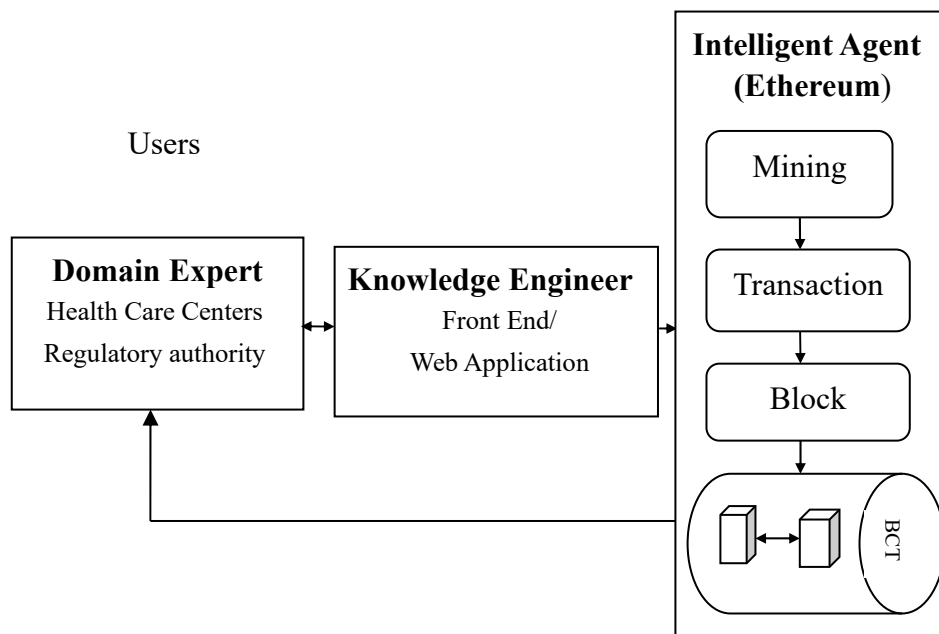 Users
Domain Expert
Health Care Centers
Regulatory authority
Knowledge Engineer
Front End/
Web Application
Intelligent Agent
(Ethereum)
Mining
Transaction
Block
BCT